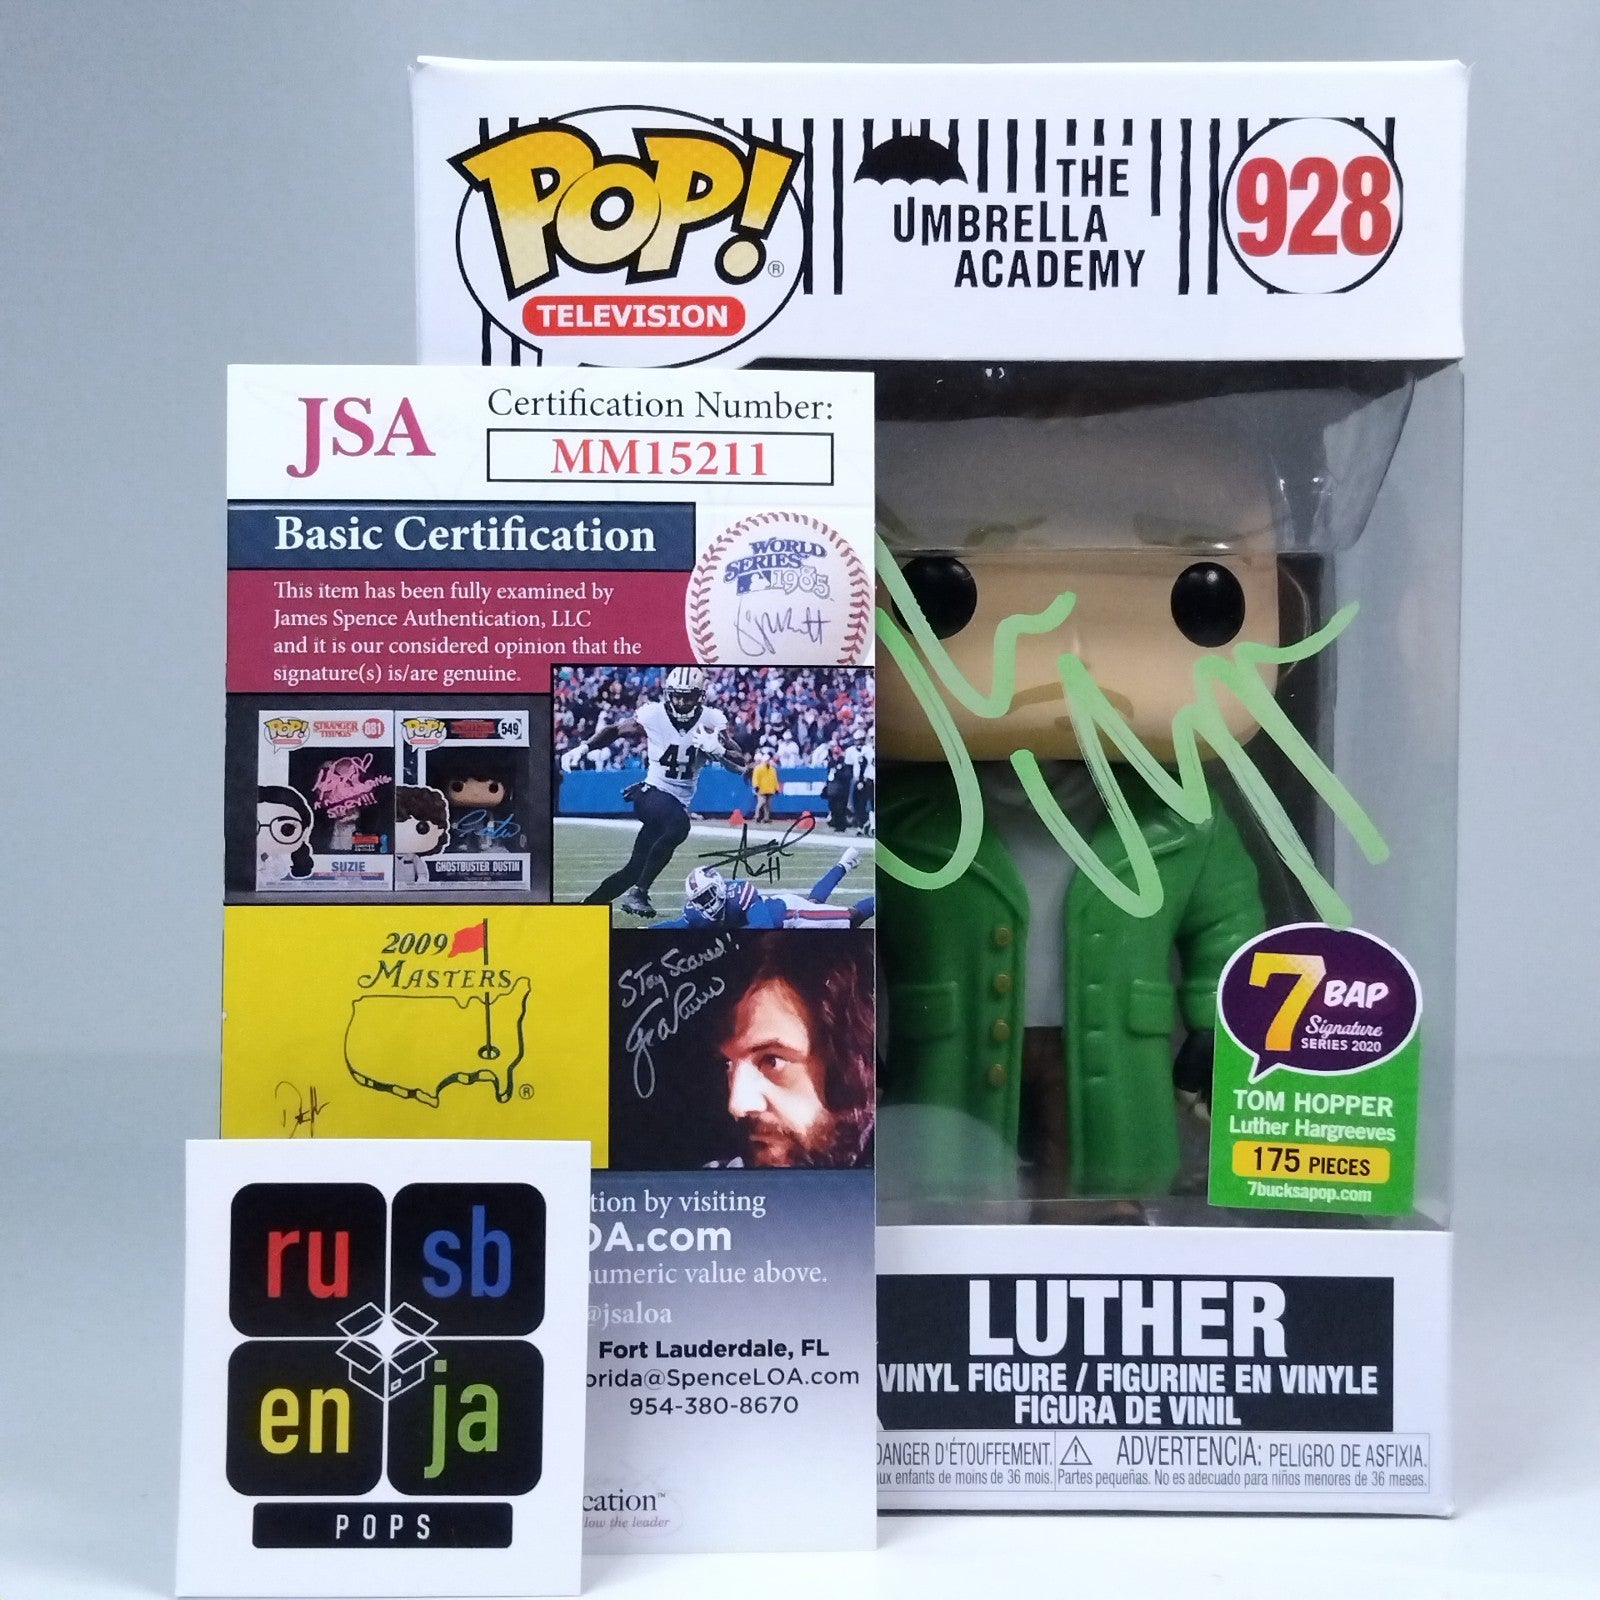 POP!®
TELEVISION
THE
UMBRELLA
ACADEMY
928
JSA
Certification Number:
MM15211
Basic Certification
This item has been fully examined by
James Spence Authentication, LLC
and it is our considered opinion that the
signature(s) is/are genuine.
WORLD
SERIES
1985
POP!
STRANGER
THINGS
881
A NEVERENDING
STORY!!!
SUZIE
POP!
549
GHOSTBUSTER DUSTIN
41
2009
MASTERS
®
Stay Scared!
tion by visiting
OA.com
numeric value above.
@jsaloa
Fort Lauderdale, FL
orida@SpenceLOA.com
954-380-8670
cation™
low the leader
ru
sb
en
ja
POPS
7
BAP
Signature
SERIES 2020
TOM HOPPER
Luther Hargreeves
175 PIECES
7bucksapop.com
LUTHER
VINYL FIGURE / FIGURINE EN VINYLE
FIGURA DE VINIL
DANGER D'ÉTOUFFEMENT.
ux enfants de moins de 36 mois.
ADVERTENCIA: PELIGRO DE ASFIXIA.
Partes pequeñas. No es adecuado para niños menores de 36 meses.